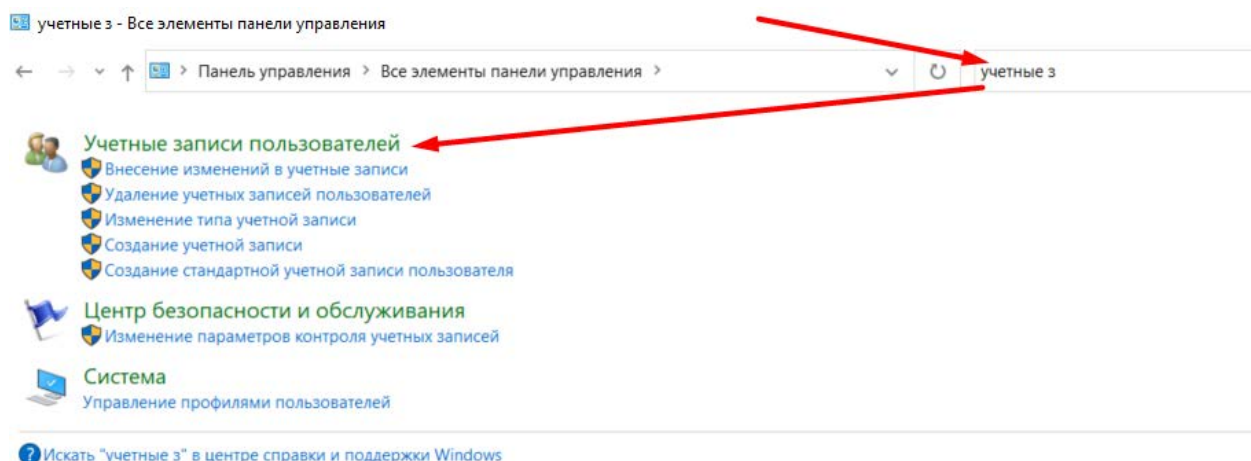 учетные з - Все элементы панели управления
Панель управления > Все элементы панели управления >
учетные з
Учетные записи пользователей
Внесение изменений в учетные записи
Удаление учетных записей пользователей
Изменение типа учетной записи
Создание учетной записи
Создание стандартной учетной записи пользователя
Центр безопасности и обслуживания
Изменение параметров контроля учетных записей
Система
Управление профилями пользователей
Искать "учетные з" в центре справки и поддержки Windows